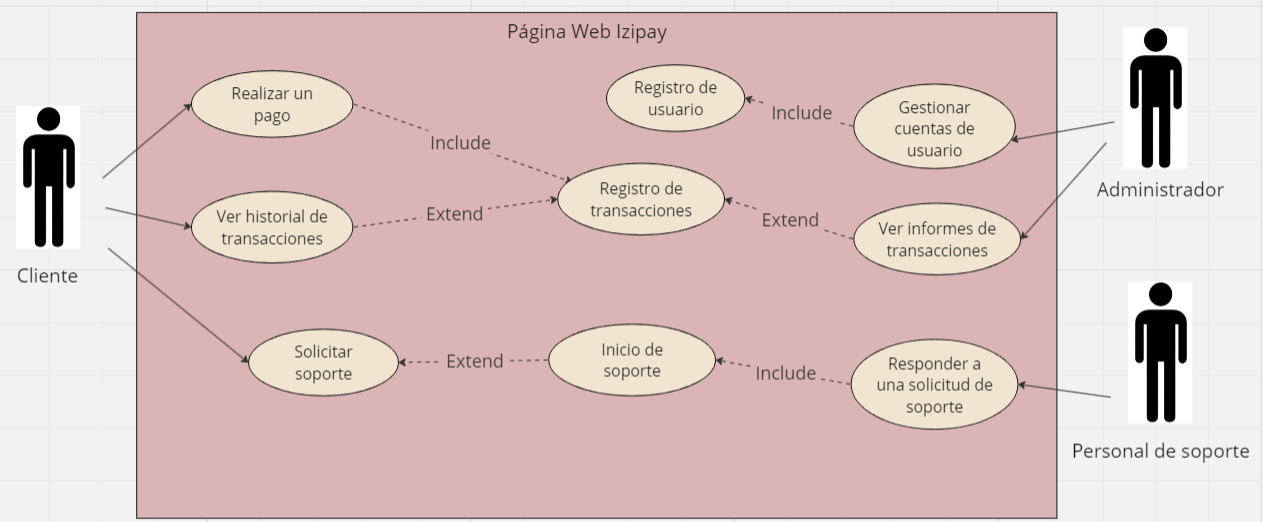 Página Web Izipay
Realizar un
pago
Include
Registro de
usuario
Include
Gestionar
cuentas de
usuario
Administrador
Cliente
Ver historial de
transacciones
Extend
Registro de
transacciones
Extend
Ver informes de
transacciones
Solicitar
soporte
Extend
Inicio de
soporte
Include
Responder a
una solicitud de
soporte
Personal de soporte